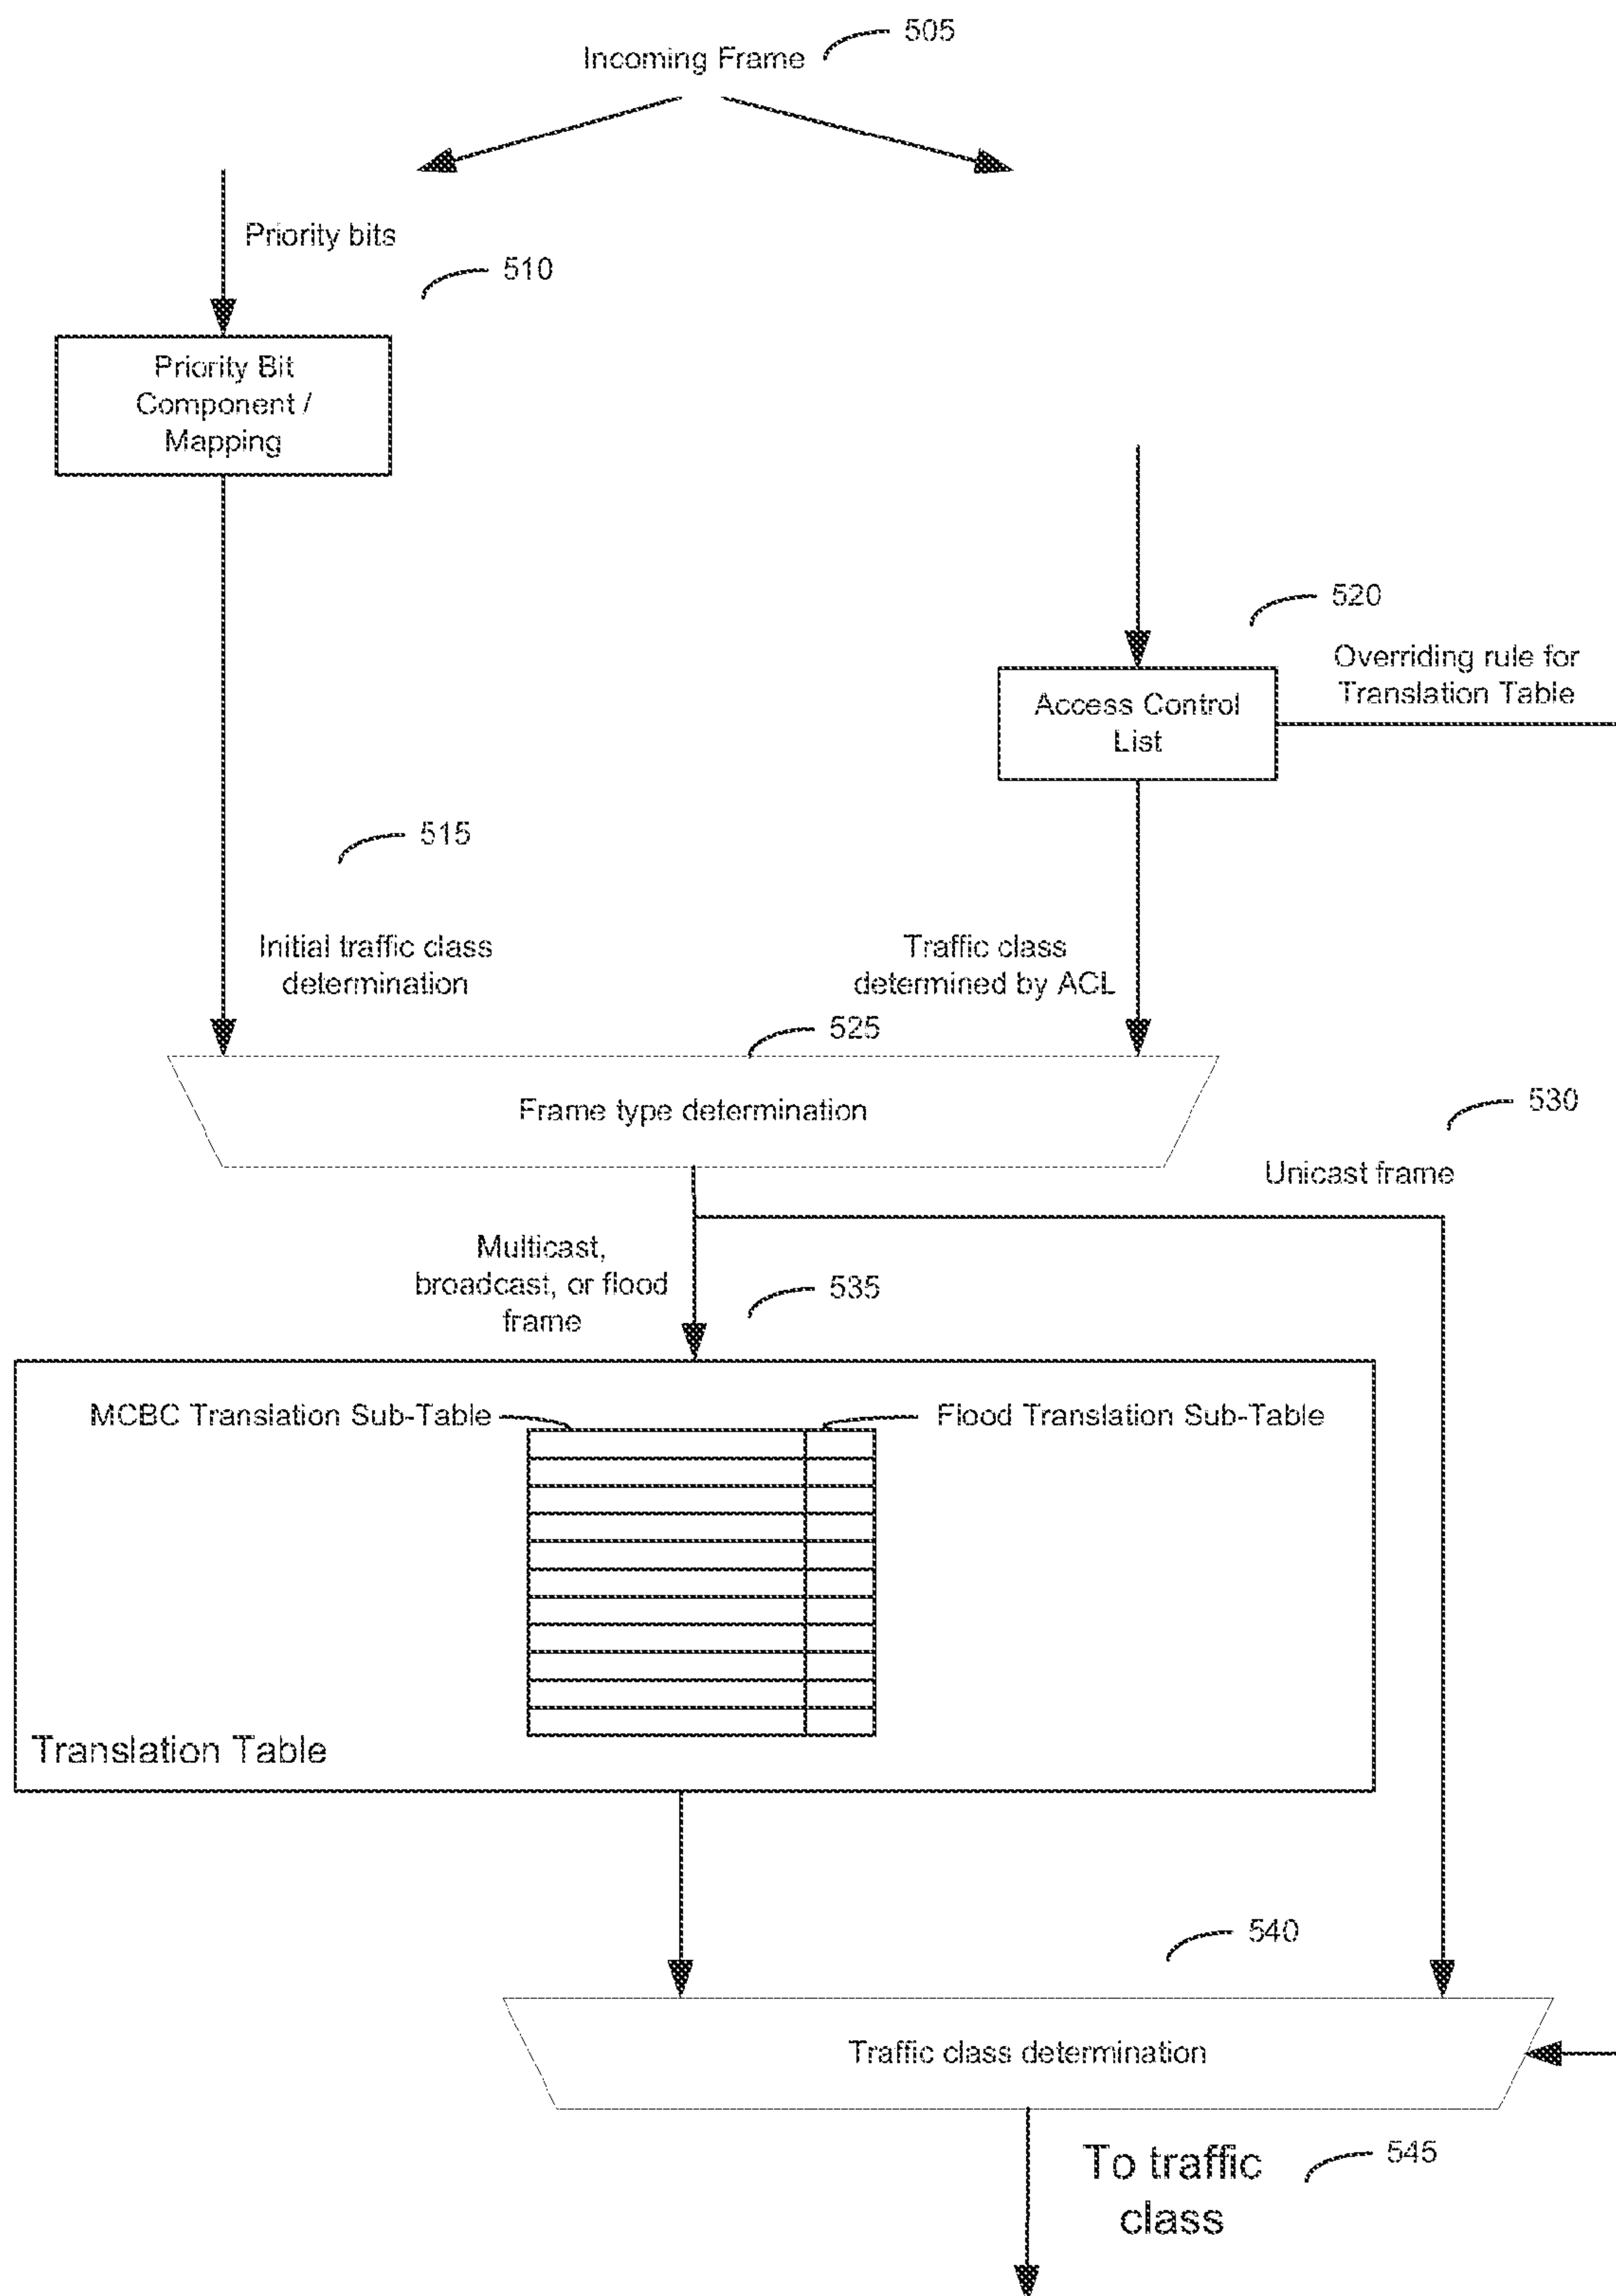 Incoming Frame
505
Priority bits
510
Priority Bit
Component /
Mapping
520
Overriding rule for
Translation Table
Access Control
List
515
Initial traffic class
determination
Traffic class
determined by ACL
525
Frame type determination
530
Unicast frame
Multicast,
broadcast, or flood
frame
535
MCBC Translation Sub-Table
Flood Translation Sub-Table
Translation Table
540
Traffic class determination
To traffic
class
545